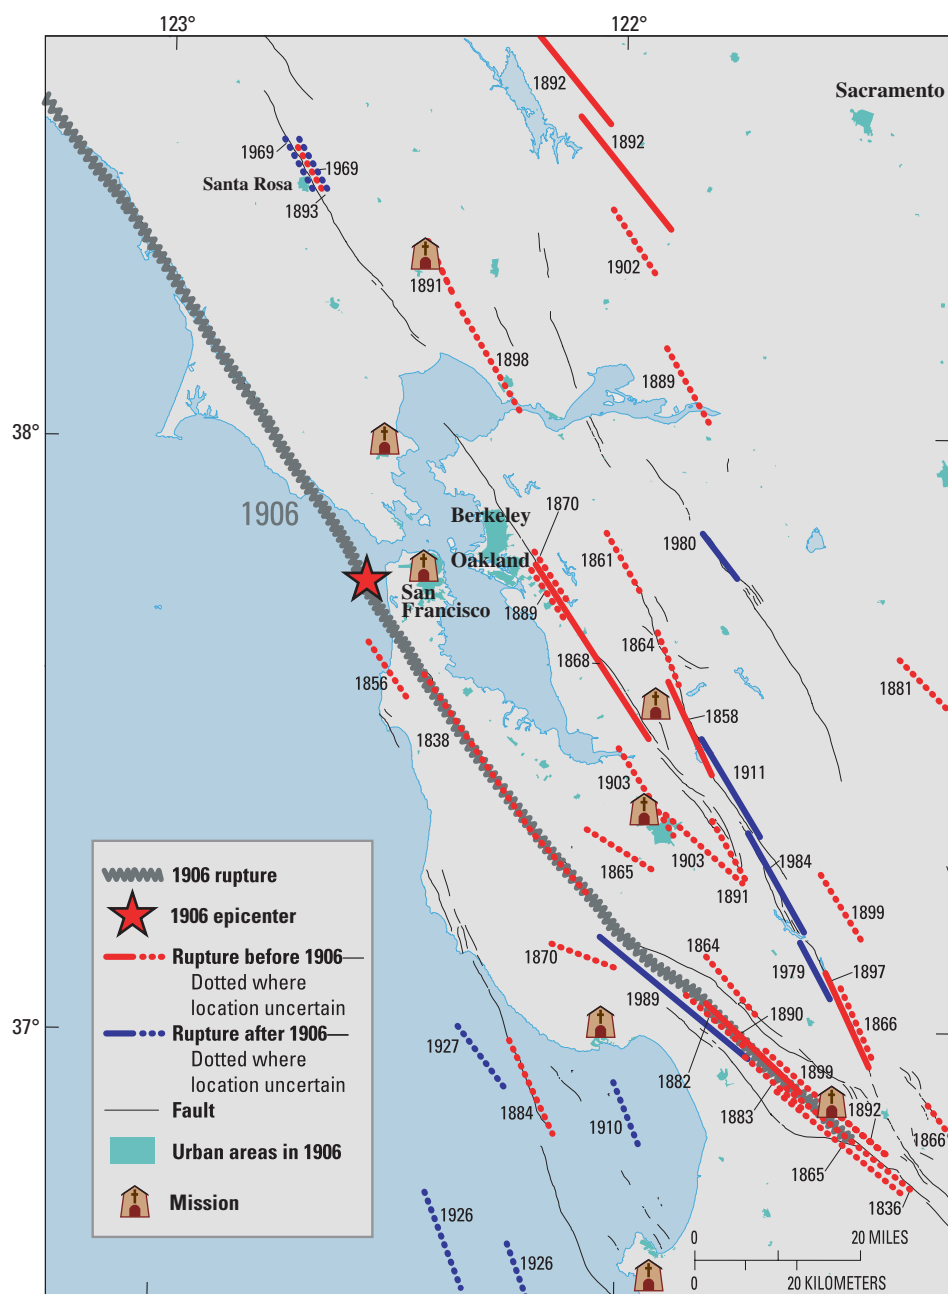 123°
122°
1892
Sacramento
1892
1969
1969
Santa Rosa
1893
1902
1891
1898
1889
38°
1906
1870
Berkeley
1980
Oakland
1861
San
Francisco
1889
1864
1868
1856
1881
1858
1838
1911
1903
1984
1903
1865
1891
1899
1906 rupture
1906 epicenter
Rupture before 1906
Dotted where
location uncertain
Rupture after 1906
Dotted where
location uncertain
Fault
Urban areas in 1906
Mission
1870
1864
1979
1897
1989
1890
1866
37°
1927
1882
1899
1884
1910
1883
1892
1866
1865
1836
1926
1926
0
20 MILES
0
20 KILOMETERS